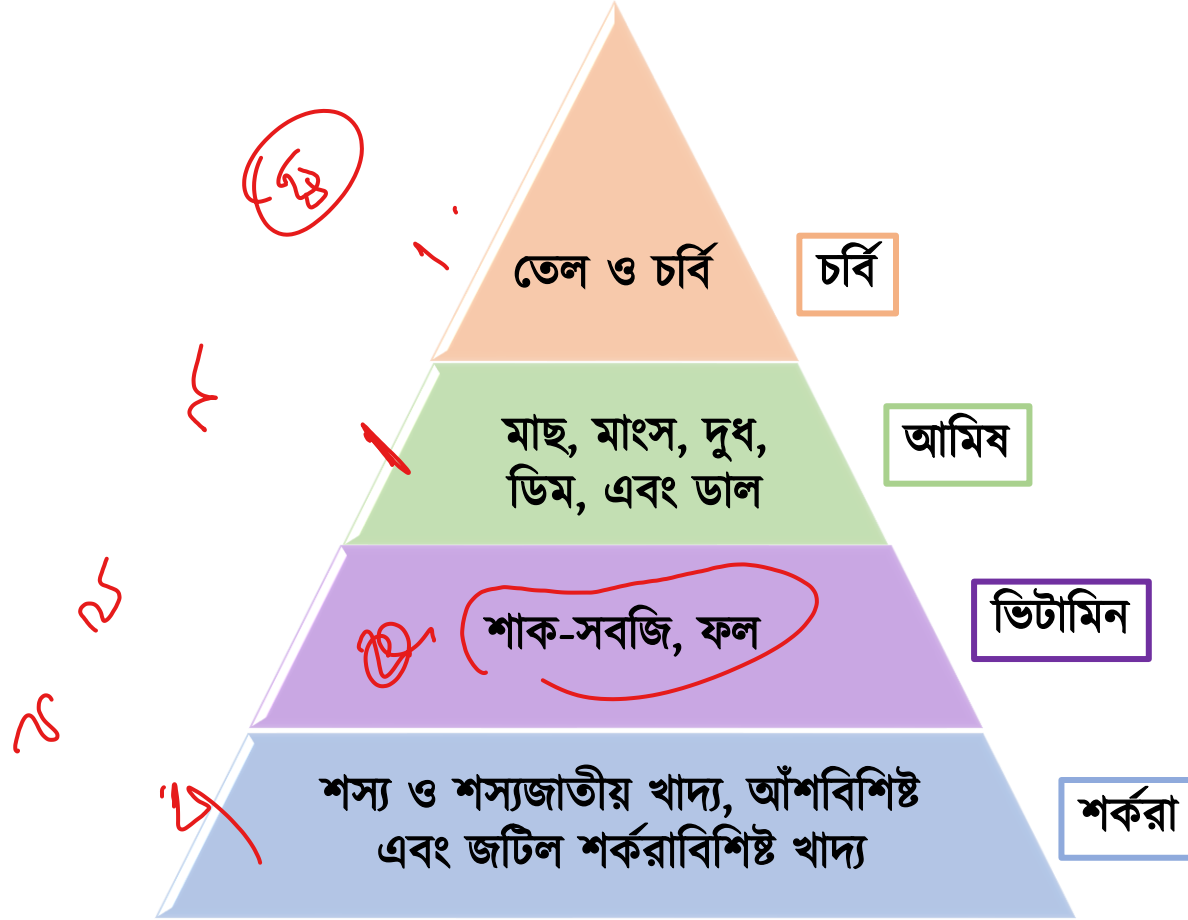 তেল ও চর্বি
চর্বি
মাছ, মাংস, দুধ,
ডিম, এবং ডাল
আমিষ
শাক-সবজি, ফল
ভিটামিন
শস্য ও শস্যজাতীয় খাদ্য, আঁশবিশিষ্ট
এবং জটিল শর্করাবিশিষ্ট খাদ্য
শর্করা